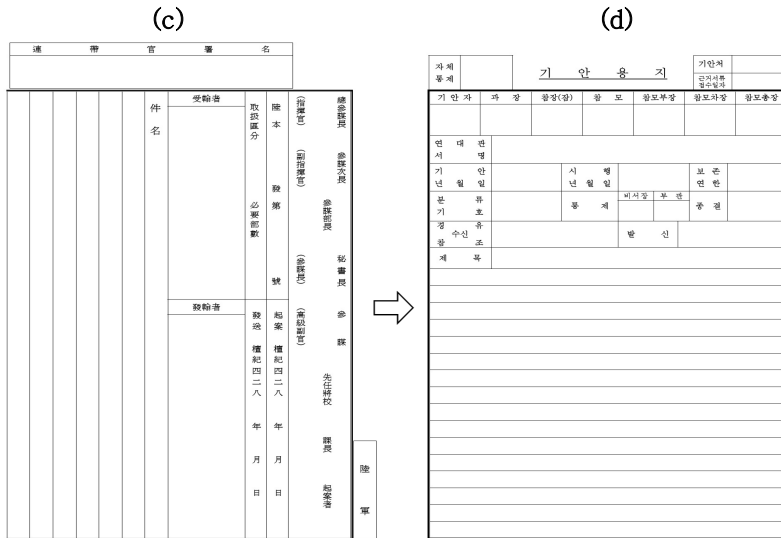 (c)
連帶官署名
總參謀長
(指揮官)
參謀次長
(副指揮官)
參謀部長
秘書長
(參謀長)
參謀
(高級副官)
先任將校
課長
起案者
陸本 發第 號
起案 檀紀四二八 年 月 日
取扱區分
必要部數
發送 檀紀四二八 年 月 日
受輪者
發輪者
件名
陸軍
(d)
자체
통제
기안용지
기안처
근거서류
접수일자
기안자 과장 참장(감) 참모 참모부장 참모차장 참모총장
연대관
서명
기안
년월일
시행
년월일
보존
연한
분류
기호
통제
비서장 부관
종결
경유
수신
참조
발신
제목